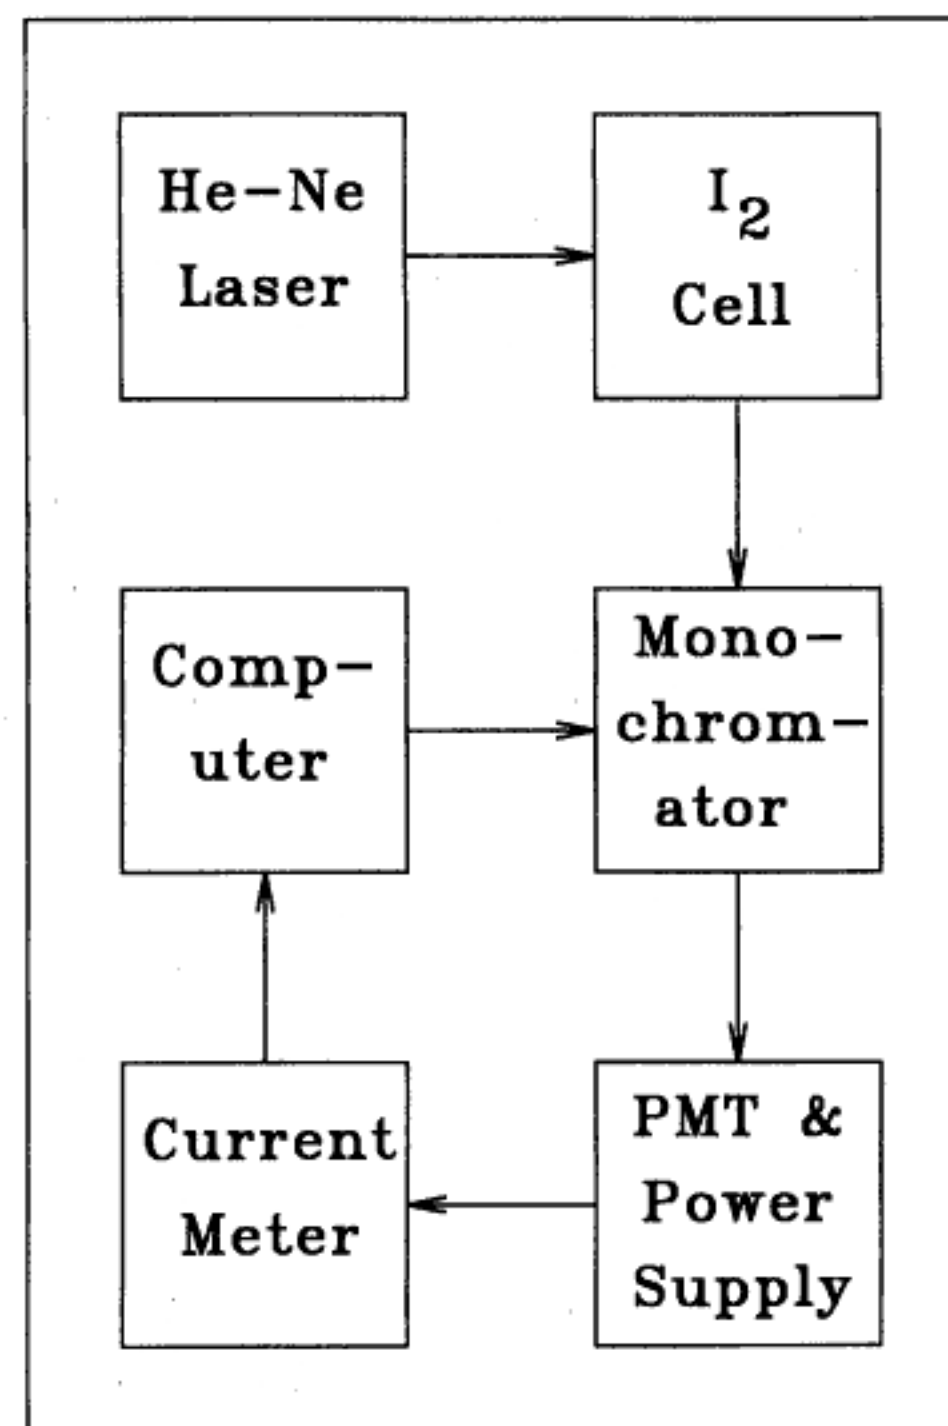 He-Ne
Laser
I2
Cell
Comp-
uter
Mono-
chrom-
ator
Current
Meter
PMT &
Power
Supply